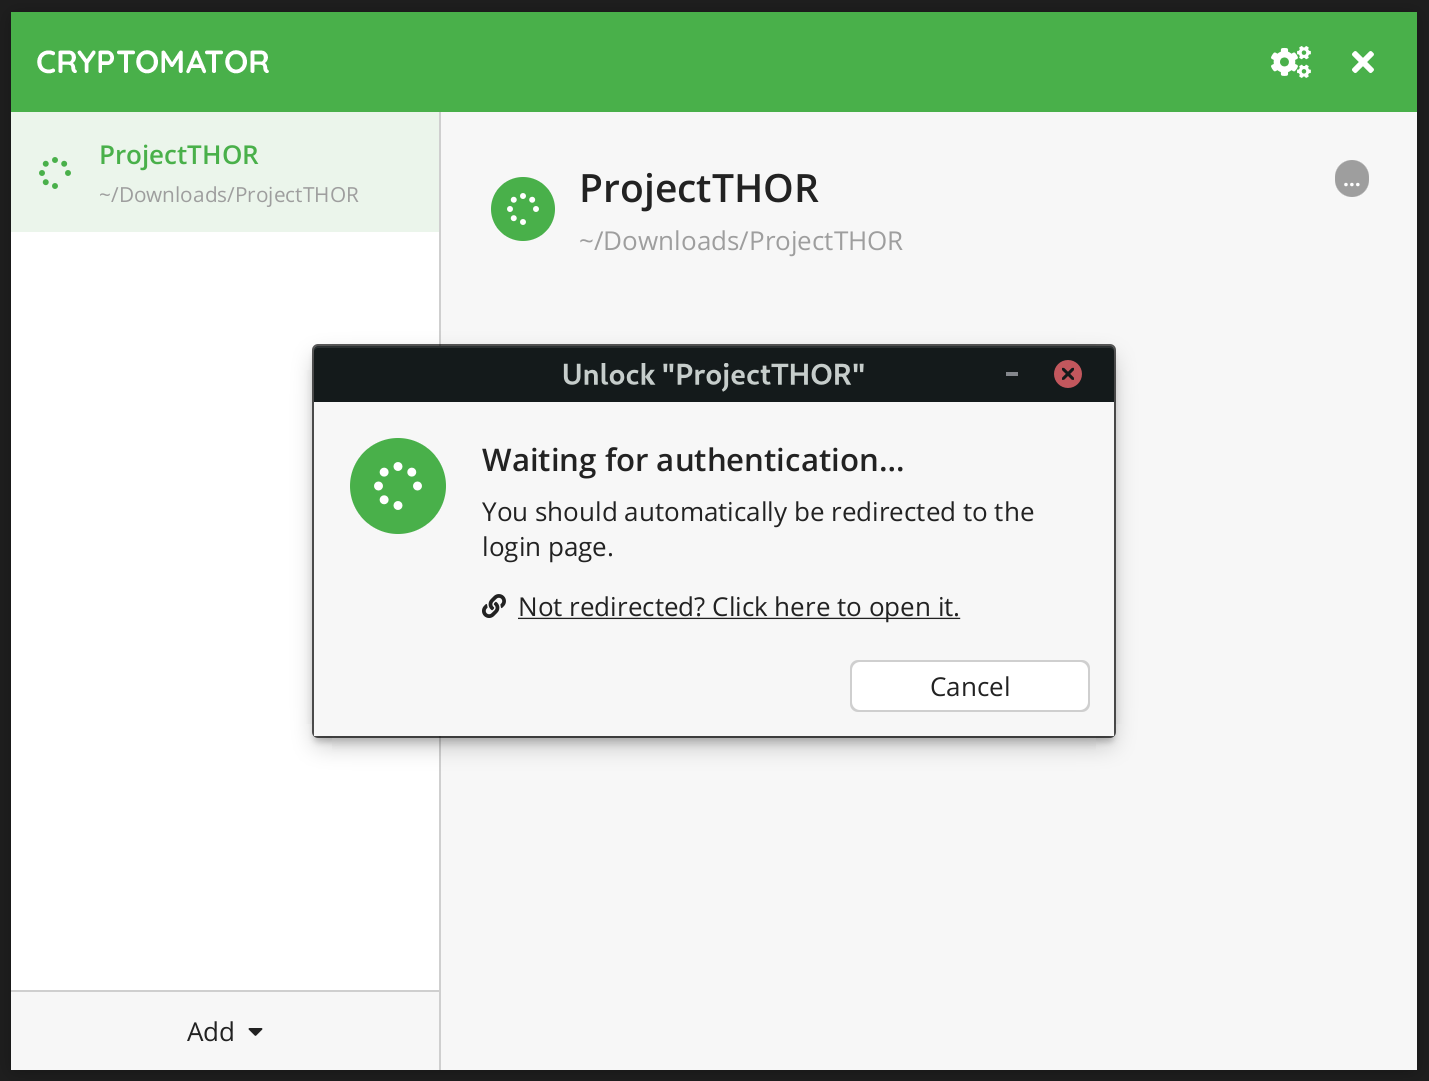 CRYPTOMATOR
ProjectTHOR
~/Downloads/ProjectTHOR
ProjectTHOR
~/Downloads/ProjectTHOR
...
Unlock "ProjectTHOR"
Waiting for authentication...
You should automatically be redirected to the
login page.
Not redirected? Click here to open it.
Cancel
Add